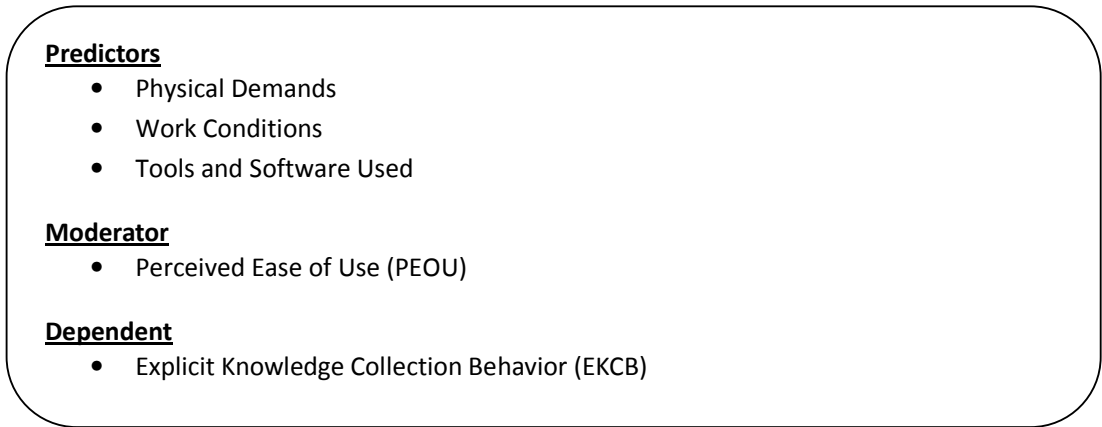 Predictors
• Physical Demands
• Work Conditions
• Tools and Software Used
Moderator
• Perceived Ease of Use (PEOU)
Dependent
• Explicit Knowledge Collection Behavior (EKCB)